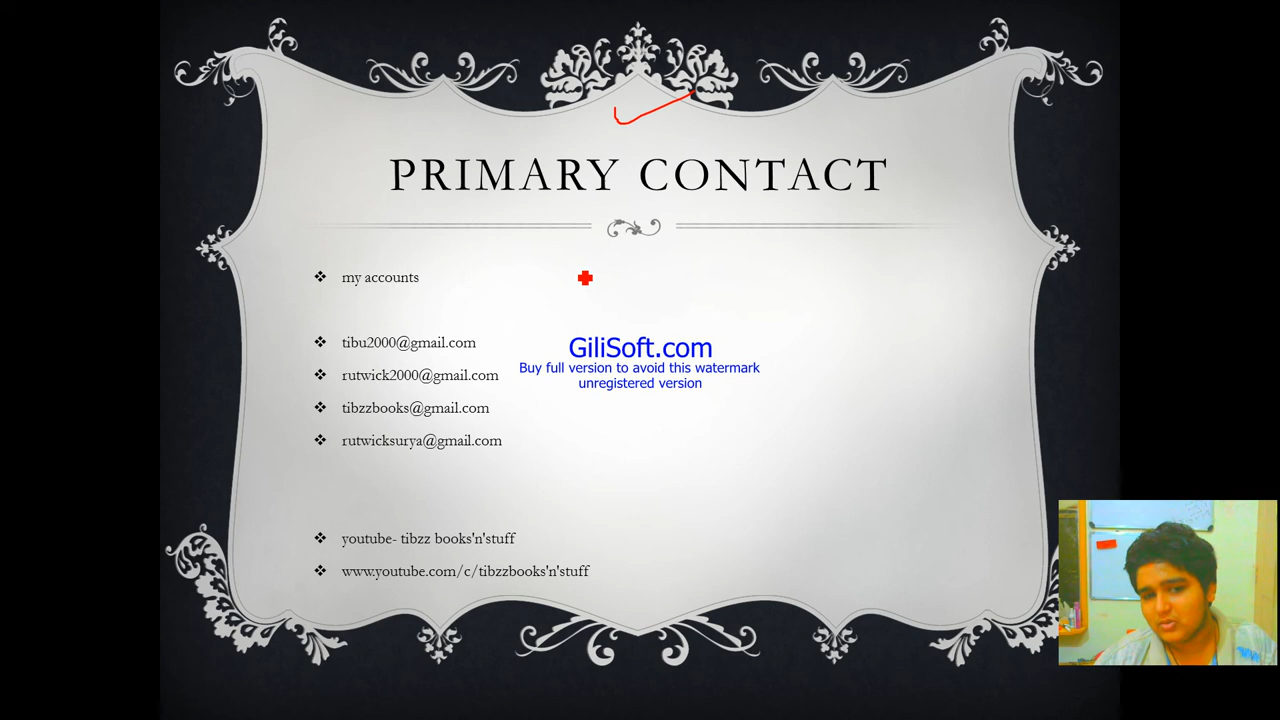 PRIMARY CONTACT
my accounts
tibu2000@gmail.com
rutwick2000@gmail.com
tibzzbooks@gmail.com
rutwicksurya@gmail.com
youtube- tibzz books'n'stuff
www.youtube.com/c/tibzzbooks'n'stuff
GiliSoft.com
Buy full version to avoid this watermark
unregistered version